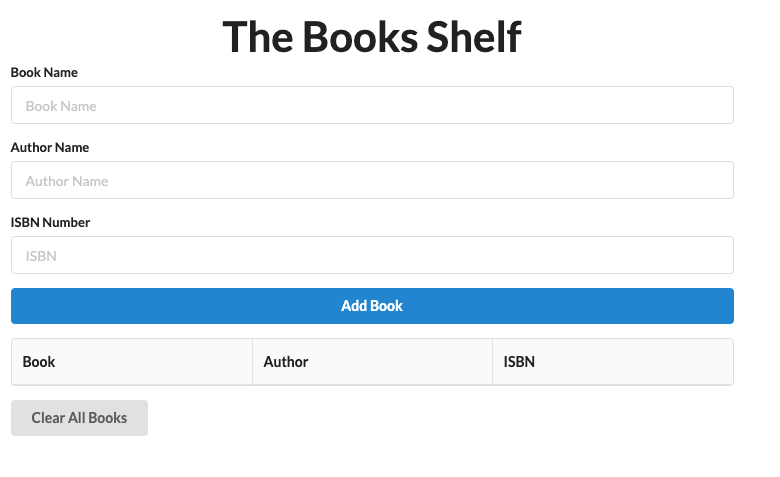 The Books Shelf
Book Name
Book Name
Author Name
Author Name
ISBN Number
ISBN
Add Book
Book Author ISBN
Clear All Books